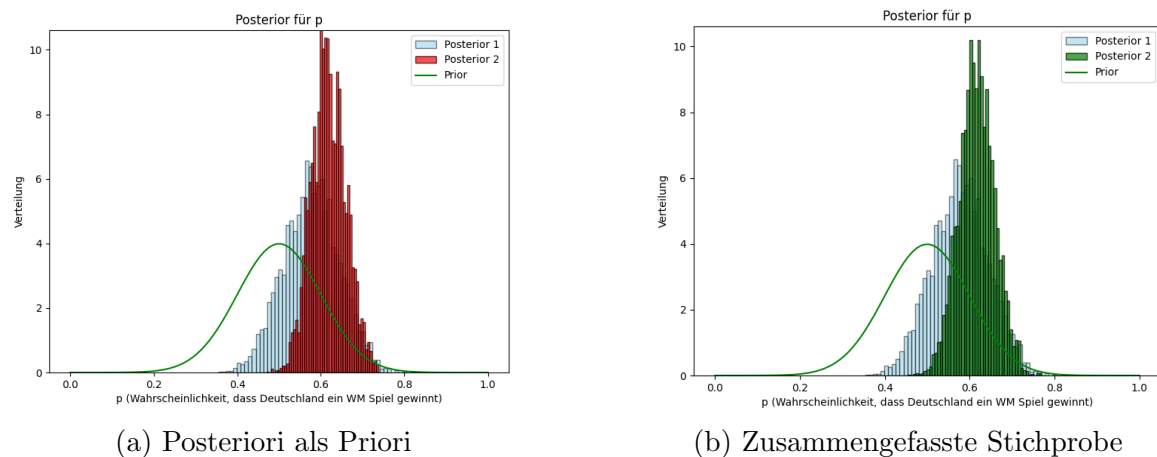 Posterior für p
Posterior 1
Posterior 2
Prior
10
8
6
4
2
0
Verteilung
0.0 0.2 0.4 0.6 0.8 1.0
p (Wahrscheinlichkeit, dass Deutschland ein WM Spiel gewinnt)
(a) Posteriori als Priori
Posterior für p
Posterior 1
Posterior 2
Prior
10
8
6
4
2
0
Verteilung
0.0 0.2 0.4 0.6 0.8 1.0
p (Wahrscheinlichkeit, dass Deutschland ein WM Spiel gewinnt)
(b) Zusammengefasste Stichprobe